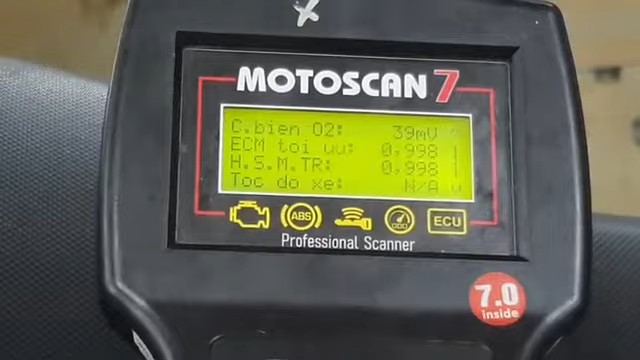 MOTOSCAN 7
C.bien O2: 39mV
ECM toi uu: 0,998
H.S.M.TR: 0,998
Toc do xe: N/A
ABS
ECU
Professional Scanner
7.0
inside